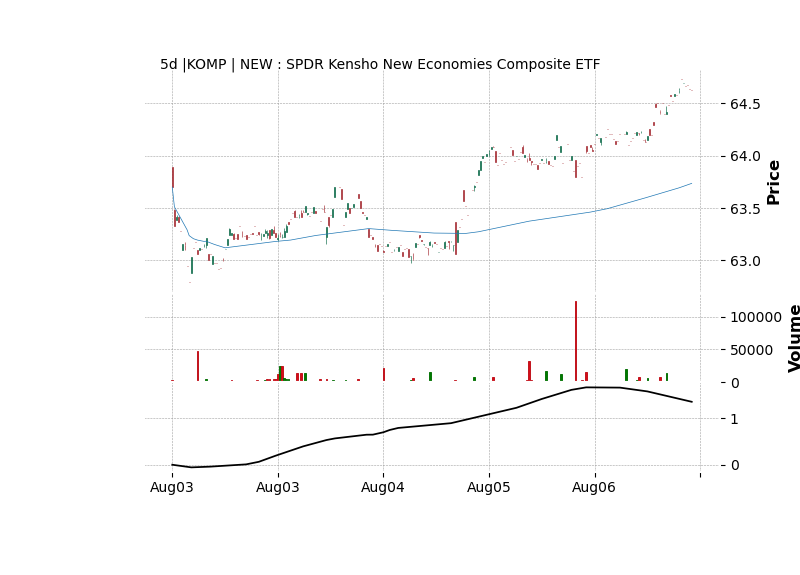 5d |KOMP | NEW : SPDR Kensho New Economies Composite ETF
64.5
64.0
63.5
63.0
Price
100000
50000
0
Volume
1
0
Aug03 Aug03 Aug04 Aug05 Aug06